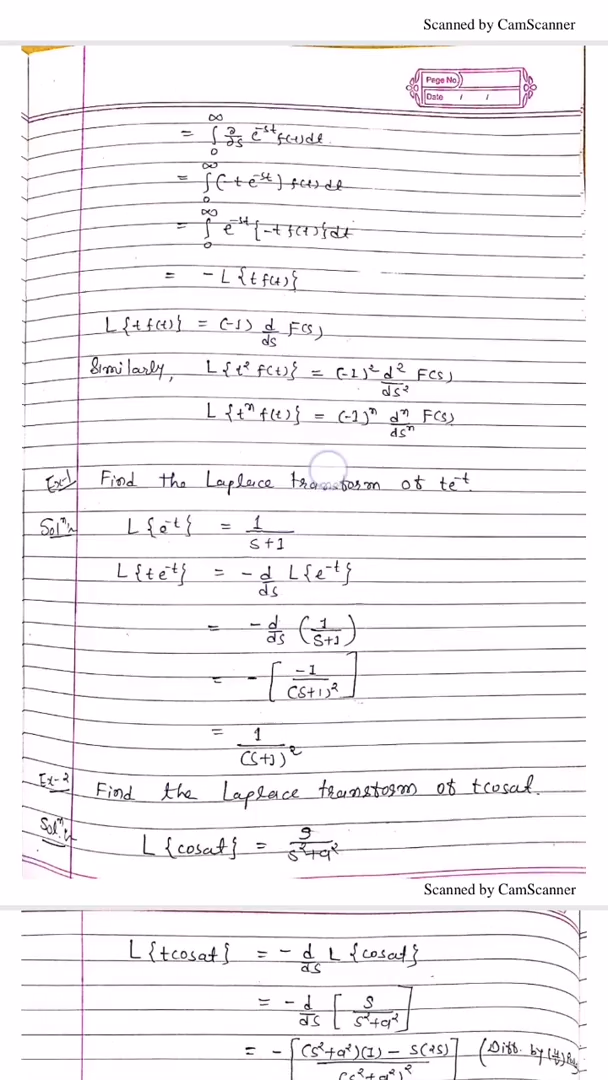 Scanned by CamScanner
Page No.
Date / /
= ∫₀^∞ ∂/∂s e^-st f(t) dt.
= ∫₀^∞ (-t e^-st) f(t) dt
= ∫₀^∞ e^-st {-t f(t)} dt
= - L {t f(t)}
L {t f(t)} = (-1) d/ds F(s)
Similarly, L {t² f(t)} = (-1)² d²/ds² F(s)
L {tⁿ f(t)} = (-1)ⁿ dⁿ/dsⁿ F(s)
Ex-1 Find the Laplace transform of te^-t.
Solⁿ:- L {e^-t} = 1/(s+1)
L {te^-t} = - d/ds L {e^-t}
= - d/ds (1/(s+1))
= - [-1/(s+1)²]
= 1/(s+1)²
Ex-2 Find the Laplace transform of tcosat.
Solⁿ:- L {cosat} = s/(s²+a²)
Scanned by CamScanner
L {tcosat} = - d/ds L {cosat}
= - d/ds [s/(s²+a²)]
= - [((s²+a²)(1) - s(2s))/(s²+a²)²] (Diff. by